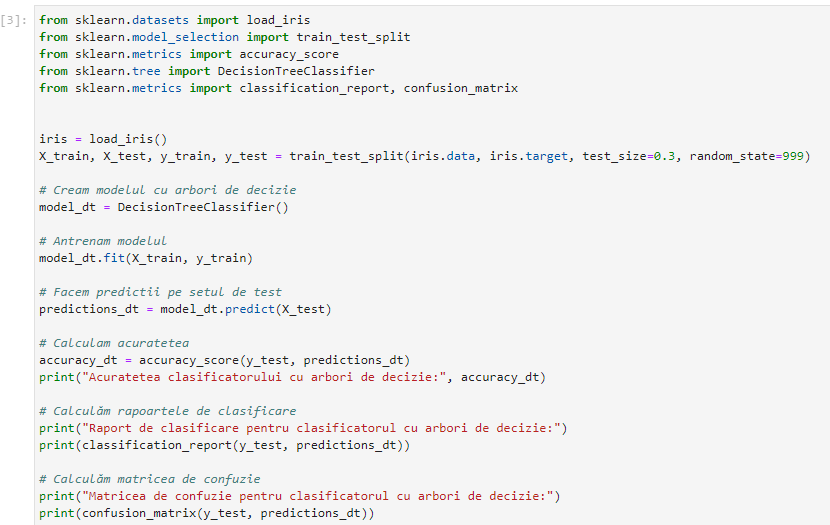 [3]:
from sklearn.datasets import load_iris
from sklearn.model_selection import train_test_split
from sklearn.metrics import accuracy_score
from sklearn.tree import DecisionTreeClassifier
from sklearn.metrics import classification_report, confusion_matrix
iris = load_iris()
X_train, X_test, y_train, y_test = train_test_split(iris.data, iris.target, test_size=0.3, random_state=999)
# Cream modelul cu arbori de decizie
model_dt = DecisionTreeClassifier()
# Antrenam modelul
model_dt.fit(X_train, y_train)
# Facem predictii pe setul de test
predictions_dt = model_dt.predict(X_test)
# Calculam acuratetea
accuracy_dt = accuracy_score(y_test, predictions_dt)
print("Acuratetea clasificatorului cu arbori de decizie:", accuracy_dt)
# Calculăm rapoartele de clasificare
print("Raport de clasificare pentru clasificatorul cu arbori de decizie:")
print(classification_report(y_test, predictions_dt))
# Calculăm matricea de confuzie
print("Matricea de confuzie pentru clasificatorul cu arbori de decizie:")
print(confusion_matrix(y_test, predictions_dt))